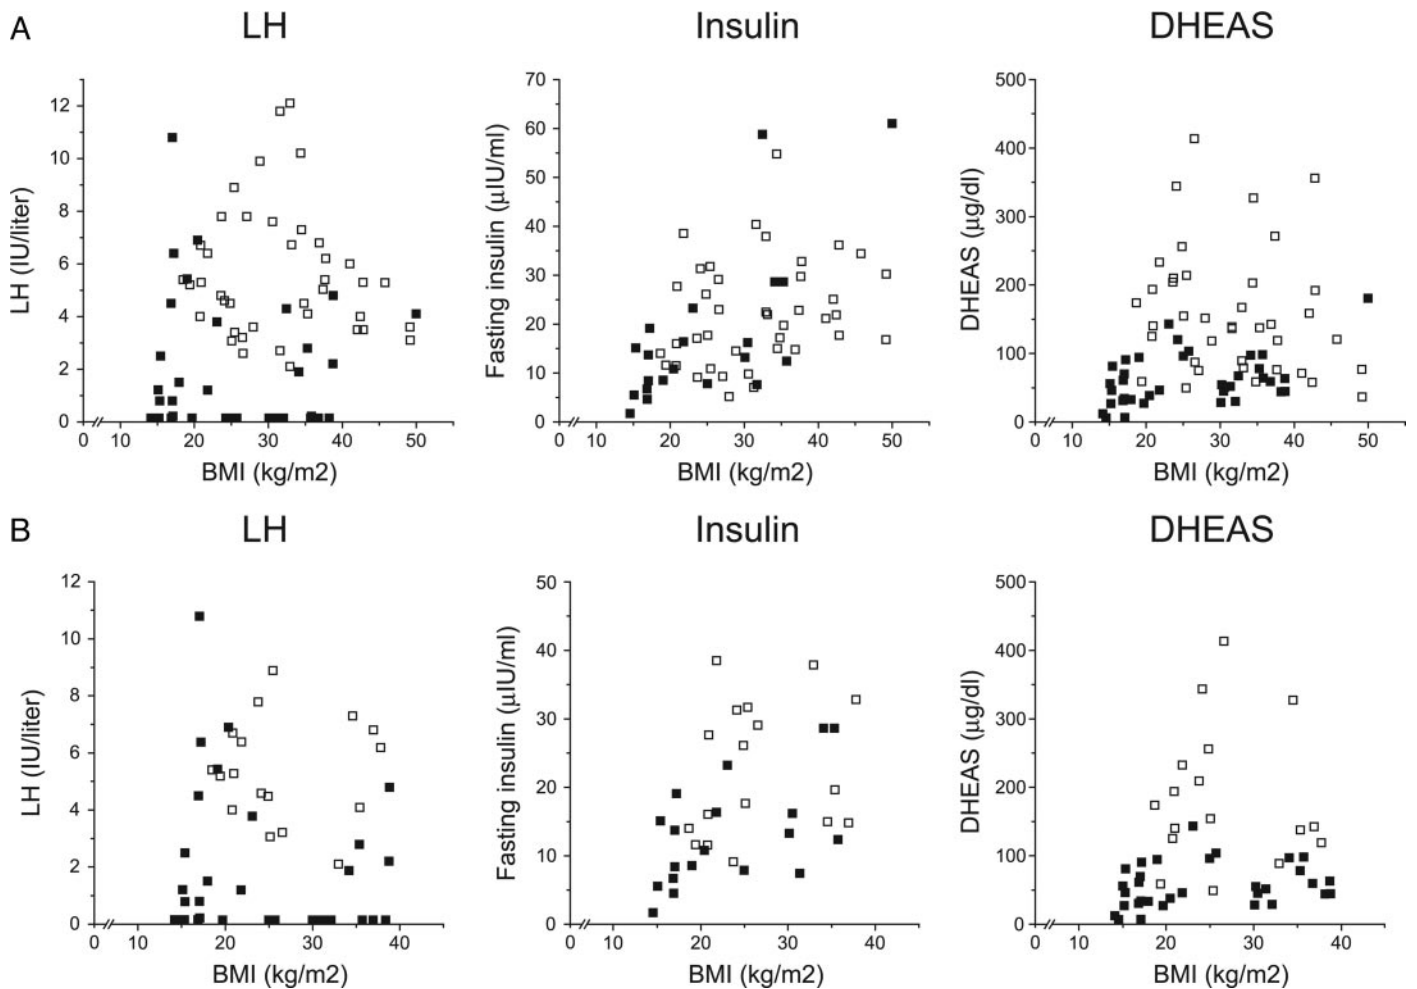 A
LH Insulin DHEAS
LH (IU/liter)
12
10
8
6
4
2
0
0 10 20 30 40 50
BMI (kg/m2)
Fasting insulin (μIU/ml)
70
60
50
40
30
20
10
0
0 10 20 30 40 50
BMI (kg/m2)
DHEAS (μg/dl)
500
400
300
200
100
0
0 10 20 30 40 50
BMI (kg/m2)
B
LH Insulin DHEAS
LH (IU/liter)
12
10
8
6
4
2
0
0 10 20 30 40
BMI (kg/m2)
Fasting insulin (μIU/ml)
50
40
30
20
10
0
0 10 20 30 40
BMI (kg/m2)
DHEAS (μg/dl)
500
400
300
200
100
0
0 10 20 30 40
BMI (kg/m2)